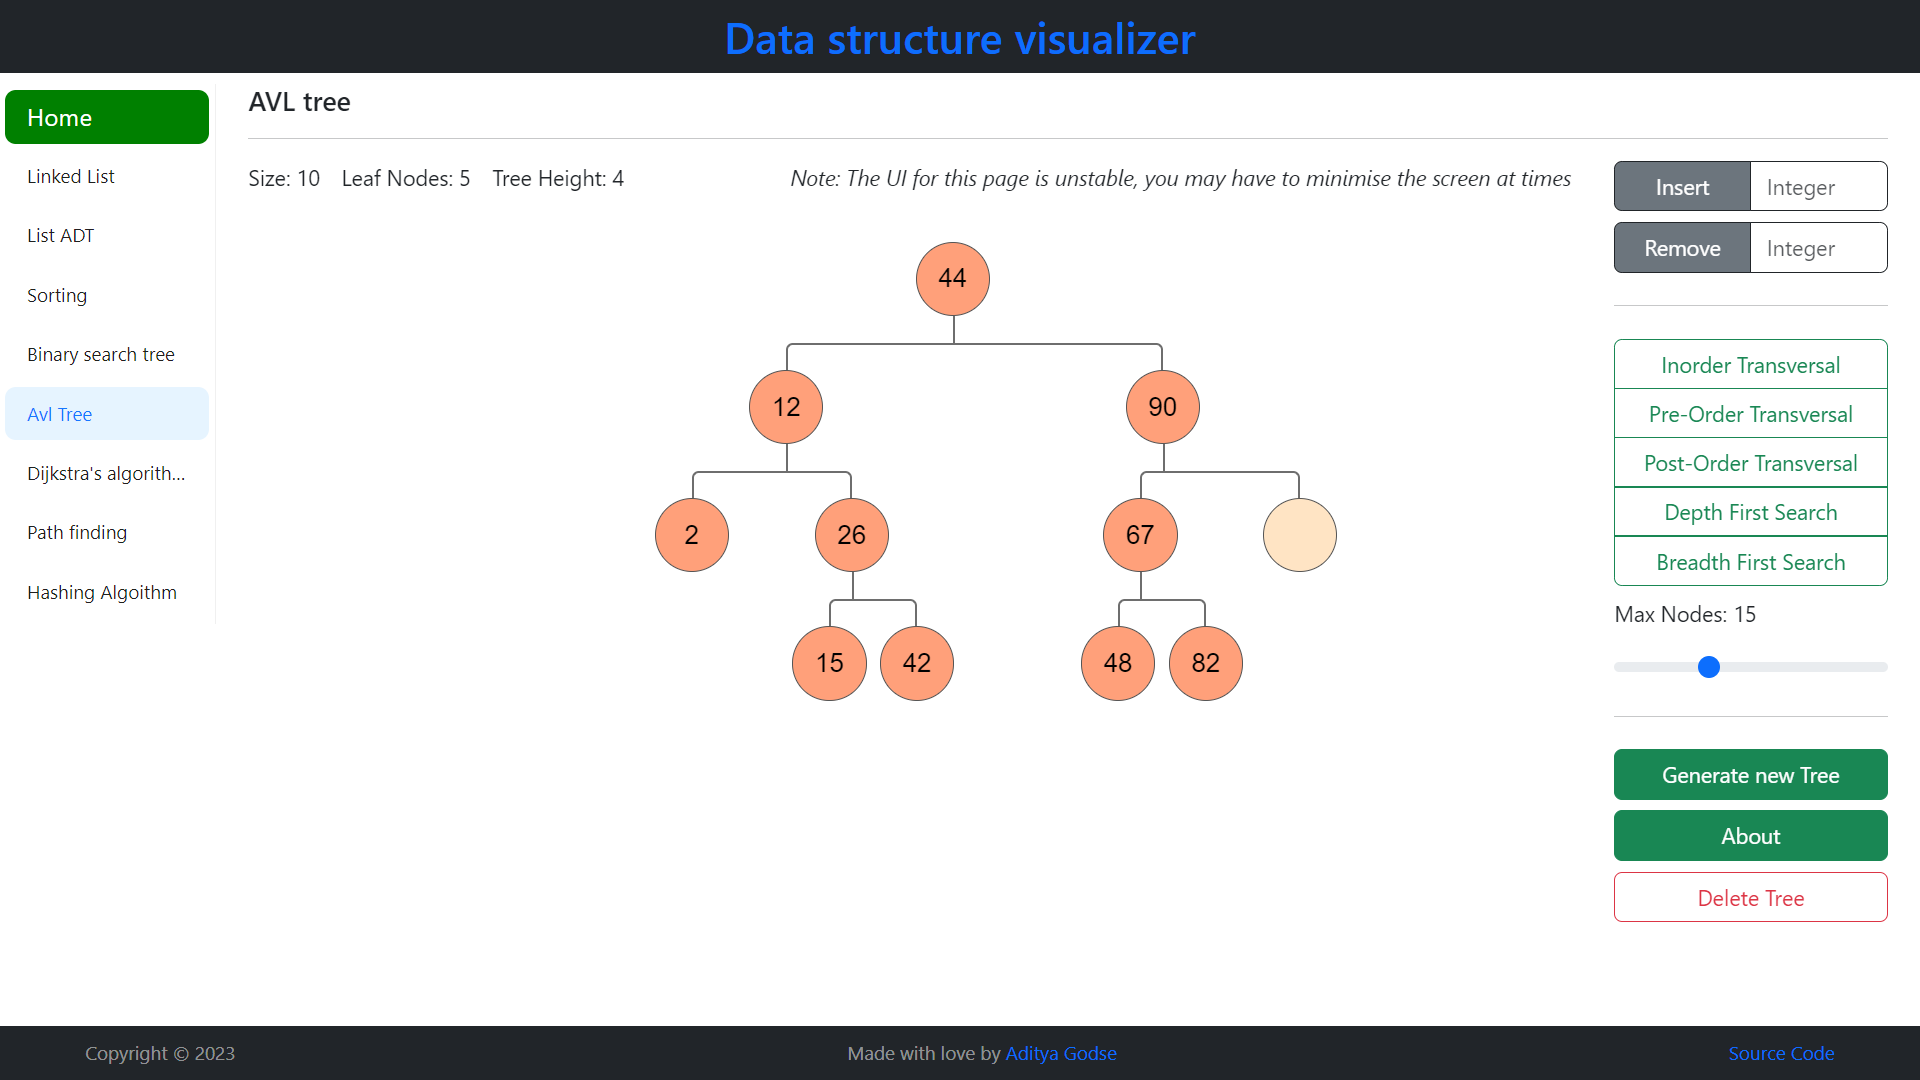 Data structure visualizer
Home
Linked List
List ADT
Sorting
Binary search tree
Avl Tree
Dijkstra's algorith...
Path finding
Hashing Algoithm
AVL tree
Size: 10 Leaf Nodes: 5 Tree Height: 4
Note: The UI for this page is unstable, you may have to minimise the screen at times
44
12 90
2 26 67
15 42 48 82
Insert Integer
Remove Integer
Inorder Transversal
Pre-Order Transversal
Post-Order Transversal
Depth First Search
Breadth First Search
Max Nodes: 15
Generate new Tree
About
Delete Tree
Copyright © 2023
Made with love by Aditya Godse
Source Code